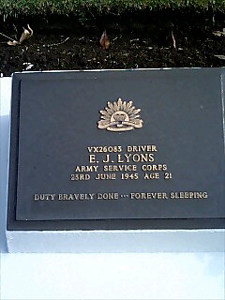 VX26083 DRIVER
E. J. LYONS
ARMY SERVICE CORPS
23RD JUNE 1945 AGE 21
DUTY BRAVELY DONE ··· FOREVER SLEEPING